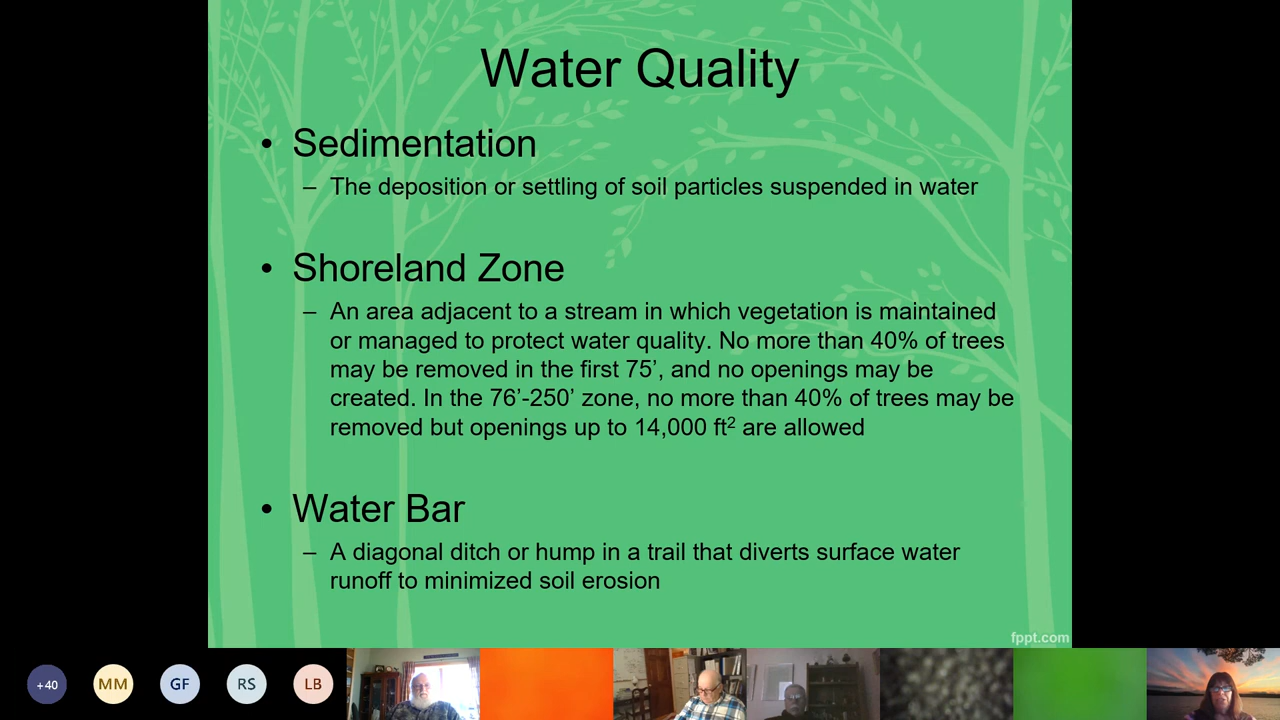 Water Quality
• Sedimentation
– The deposition or settling of soil particles suspended in water
• Shoreland Zone
– An area adjacent to a stream in which vegetation is maintained
or managed to protect water quality. No more than 40% of trees
may be removed in the first 75’, and no openings may be
created. In the 76’-250’ zone, no more than 40% of trees may be
removed but openings up to 14,000 ft² are allowed
• Water Bar
– A diagonal ditch or hump in a trail that diverts surface water
runoff to minimized soil erosion
fppt.com
+40 MM GF RS LB